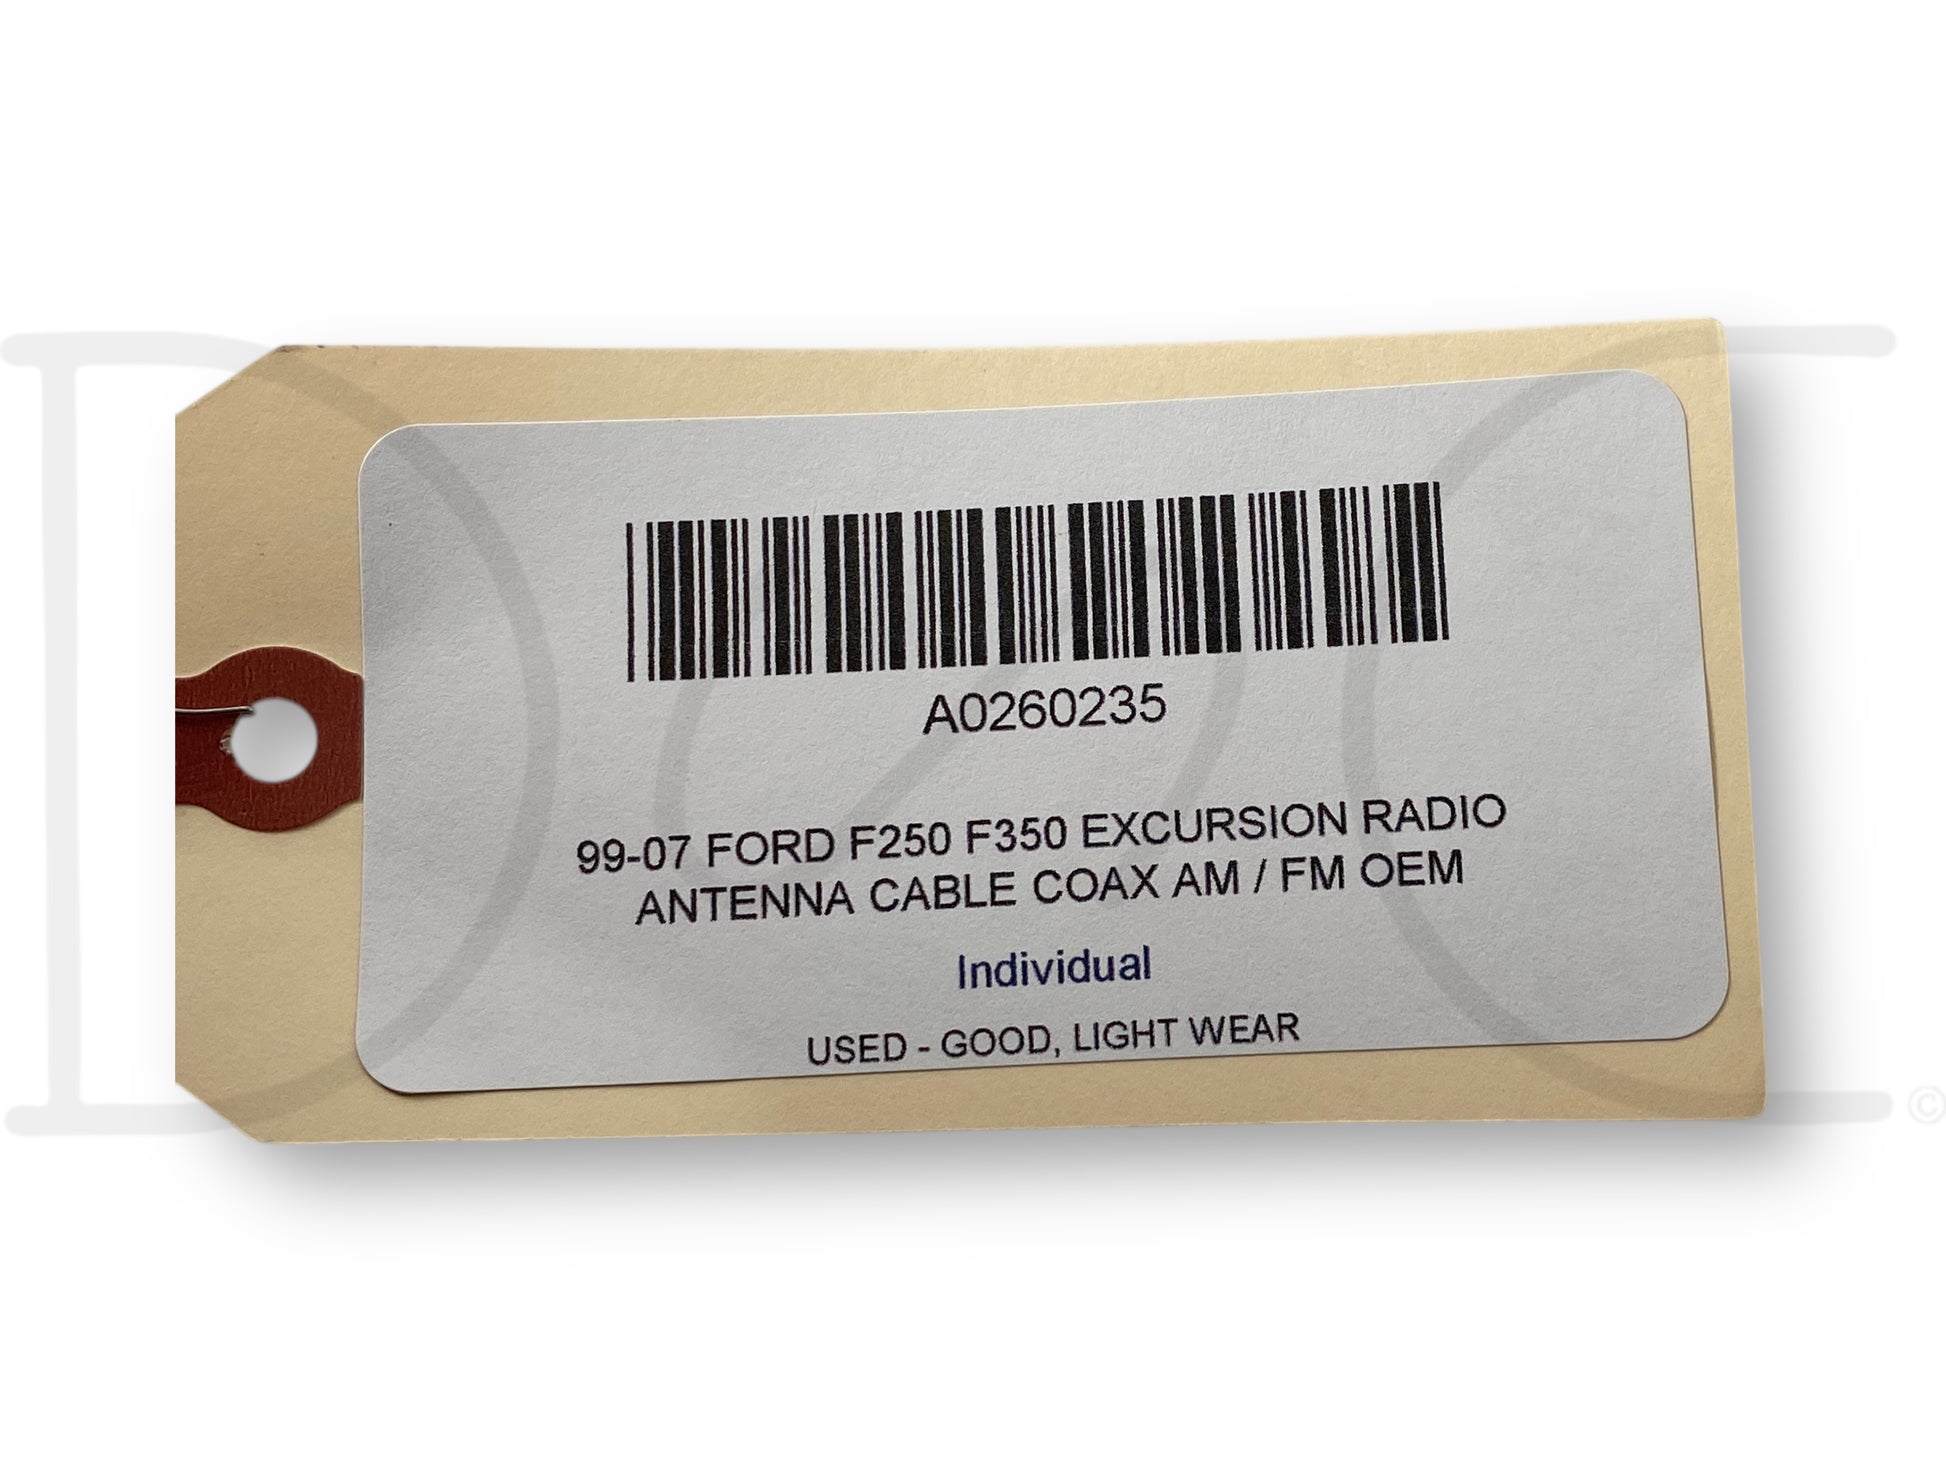 A0260235
99-07 FORD F250 F350 EXCURSION RADIO
ANTENNA CABLE COAX AM / FM OEM
Individual
USED - GOOD, LIGHT WEAR
©